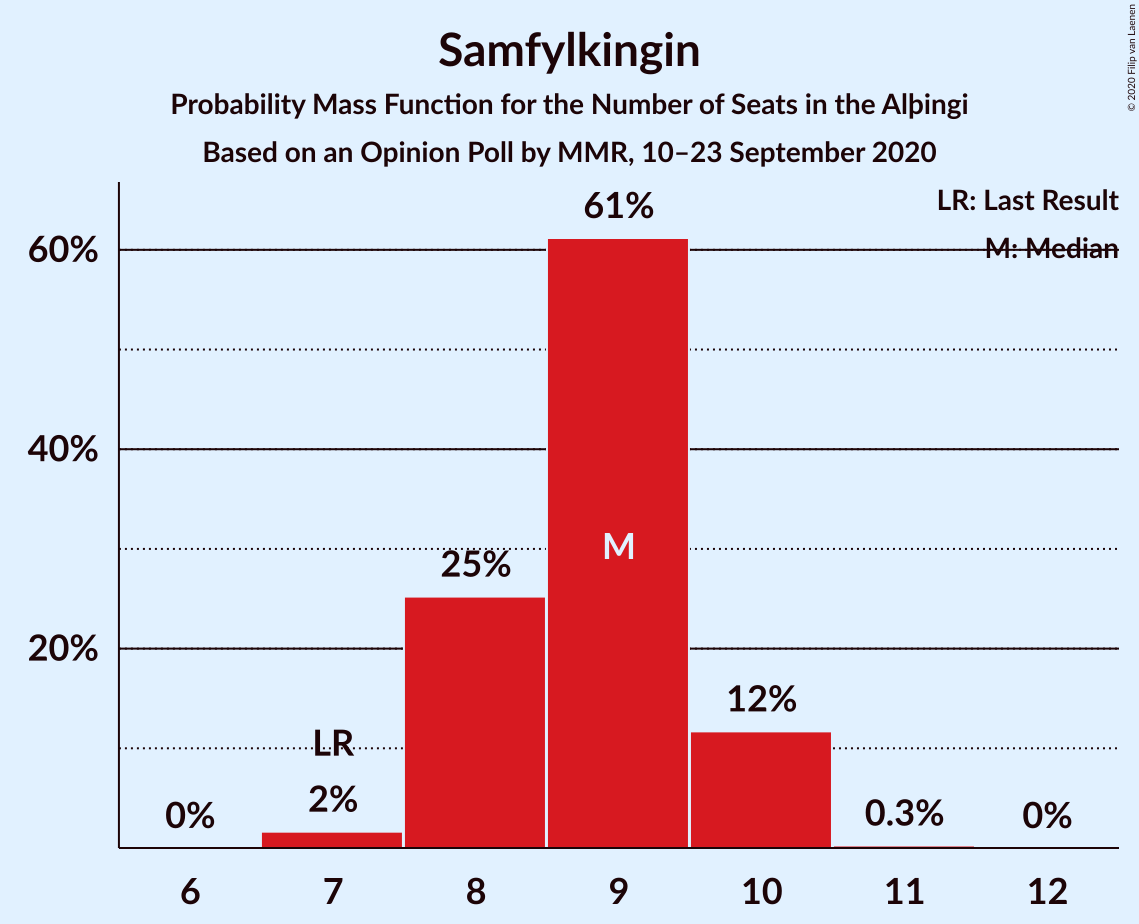 Samfylkingin
Probability Mass Function for the Number of Seats in the Alþingi
Based on an Opinion Poll by MMR, 10–23 September 2020
© 2020 Filip van Laenen
LR: Last Result
M: Median
61%
60%
40%
M
25%
20%
12%
LR
2%
0%
0.3%
0%
6 7 8 9 10 11 12